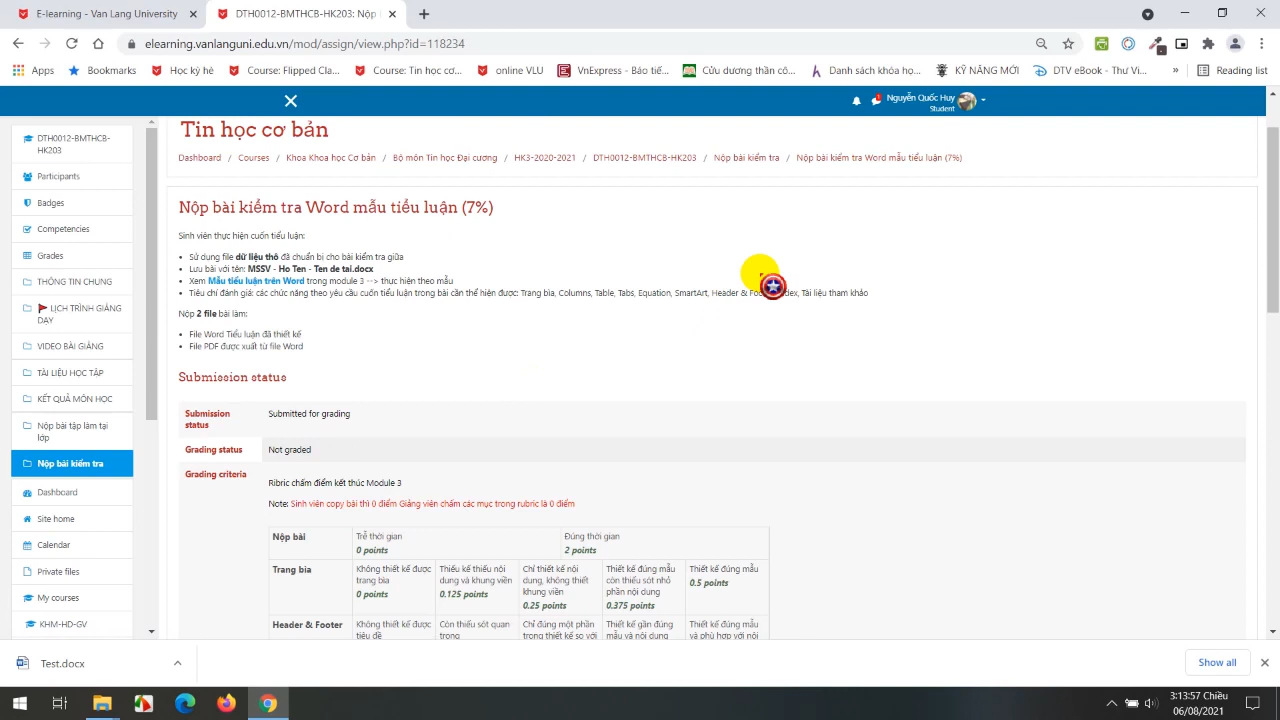 E-learning - Van Lang University
DTH0012-BMTHCB-HK203: Nộp
elearning.vanlanguni.edu.vn/mod/assign/view.php?id=118234
Apps
Bookmarks
Học kỳ hè
Course: Flipped Cla...
Course: Tin học cơ...
online VLU
VnExpress - Báo tiế...
Cửu dương thần cô...
Danh sách khóa họ...
KỸ NĂNG MỚI
DTV eBook - Thư Vi...
»
Reading list
Nguyễn Quốc Huy
Student
DTH0012-BMTHCB-
HK203
Participants
Badges
Competencies
Grades
THÔNG TIN CHUNG
LỊCH TRÌNH GIẢNG
DẠY
VIDEO BÀI GIẢNG
TÀI LIỆU HỌC TẬP
KẾT QUẢ MÔN HỌC
Nộp bài tập làm tại
lớp
Nộp bài kiểm tra
Dashboard
Site home
Calendar
Private files
My courses
KHM-HD-GV
Tin học cơ bản
Dashboard / Courses / Khoa Khoa học Cơ bản / Bộ môn Tin học Đại cương / HK3-2020-2021 / DTH0012-BMTHCB-HK203 / Nộp bài kiểm tra / Nộp bài kiểm tra Word mẫu tiểu luận (7%)
Nộp bài kiểm tra Word mẫu tiểu luận (7%)
Sinh viên thực hiện cuốn tiểu luận:
Sử dụng file dữ liệu thô đã chuẩn bị cho bài kiểm tra giữa
Lưu bài với tên: MSSV - Ho Ten - Ten de tai.docx
Xem Mẫu tiểu luận trên Word trong module 3 --> thực hiện theo mẫu
Tiêu chí đánh giá: các chức năng theo yêu cầu cuốn tiểu luận trong bài cần thể hiện được: Trang bìa, Columns, Table, Tabs, Equation, SmartArt, Header & Tài liệu tham khảo
Nộp 2 file bài làm:
File Word Tiểu luận đã thiết kế
File PDF được xuất từ file Word
Submission status
Submission
status
Submitted for grading
Grading status
Not graded
Grading criteria
Ribric chấm điểm kết thúc Module 3
Note: Sinh viên copy bài thì 0 điểm Giảng viên chấm các mục trong rubric là 0 điểm
Nộp bài
Trễ thời gian
0 points
Đúng thời gian
2 points
Trang bìa
Không thiết kế được
trang bìa
0 points
Thiếu kế thiếu nội
dung và khung viền
0.125 points
Chỉ thiết kế nội
dung, không thiết
khung viền
0.25 points
Thiết kế đúng mẫu
còn thiếu sót nhỏ
phần nội dung
0.375 points
Thiết kế đúng mẫu
0.5 points
Header & Footer
Không thiết kế được
tiêu đề
Còn thiếu sót quan
trọng
Chỉ đúng một phần
trong thiết kế so với
Thiết kế gần đúng
mẫu và nội dung
Thiết kế đúng mẫu
và phù hợp với nội
Test.docx
Show all
3:13:57 Chiều
06/08/2021